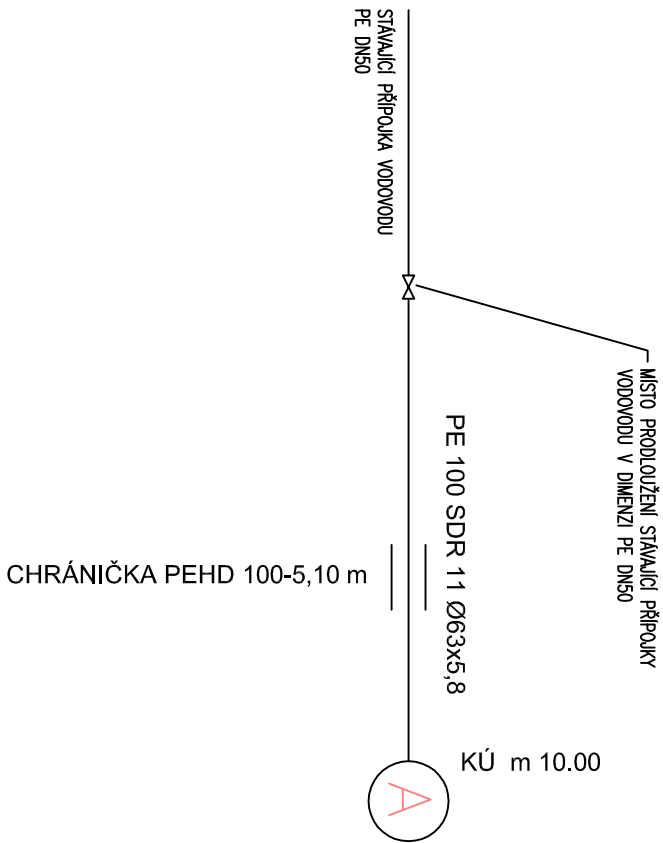 STÁVAJÍCÍ PŘÍPOJKA VODOVODU
PE DN50
MÍSTO PRODLOUŽENÍ STÁVAJÍCÍ PŘÍPOJKY
VODOVODU V DIMENZI PE DN50
PE 100 SDR 11 Ø63x5,8
CHRÁNIČKA PEHD 100-5,10 m
KÚ m 10.00
A